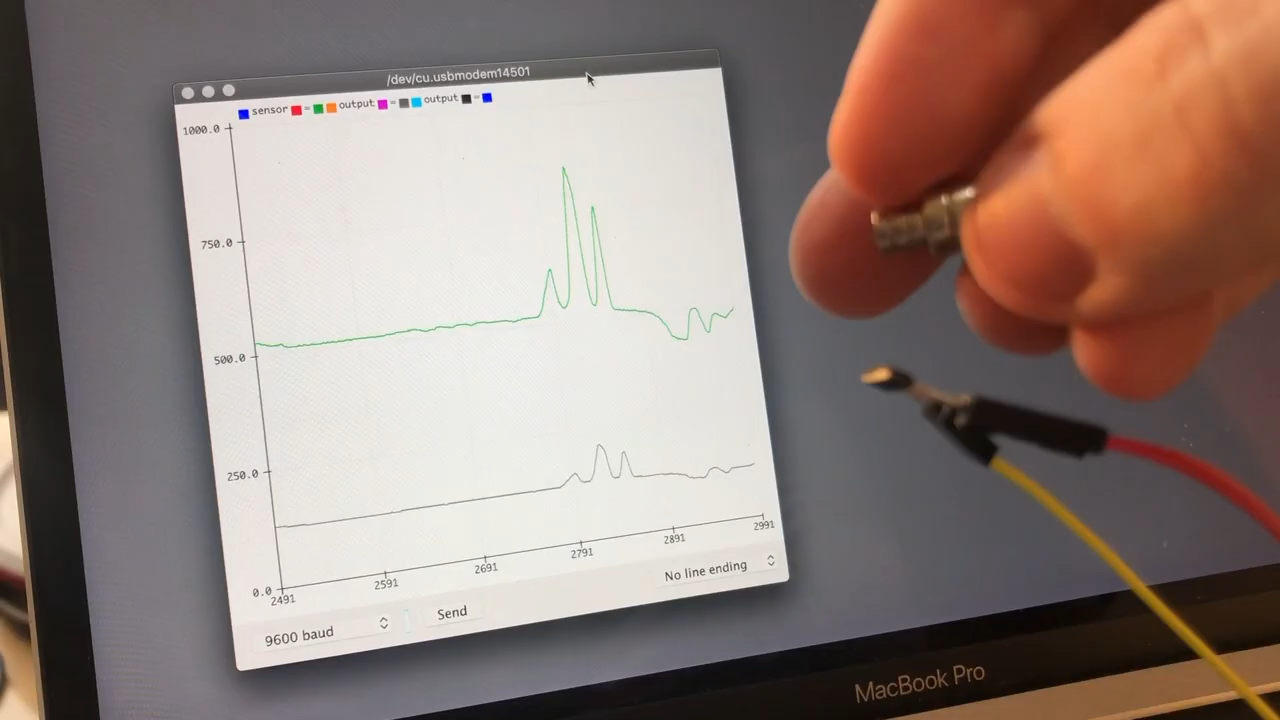 /dev/cu.usbmodem14501
sensor = output = output =
1000.0
750.0
500.0
250.0
0.0
2491 2591 2691 2791 2891 2991
9600 baud Send No line ending
MacBook Pro